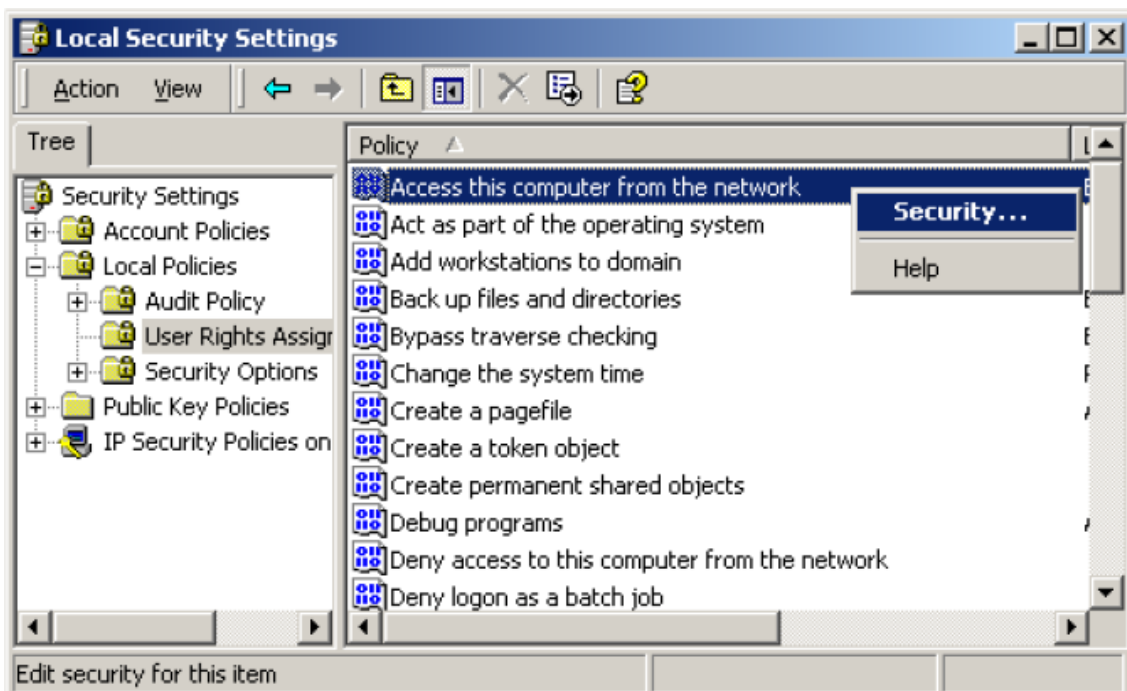 Local Security Settings
Action View
Tree
Policy
Security Settings
Account Policies
Local Policies
Audit Policy
User Rights Assigr
Security Options
Public Key Policies
IP Security Policies on
Access this computer from the network
Act as part of the operating system
Add workstations to domain
Back up files and directories
Bypass traverse checking
Change the system time
Create a pagefile
Create a token object
Create permanent shared objects
Debug programs
Deny access to this computer from the network
Deny logon as a batch job
Security...
Help
Edit security for this item